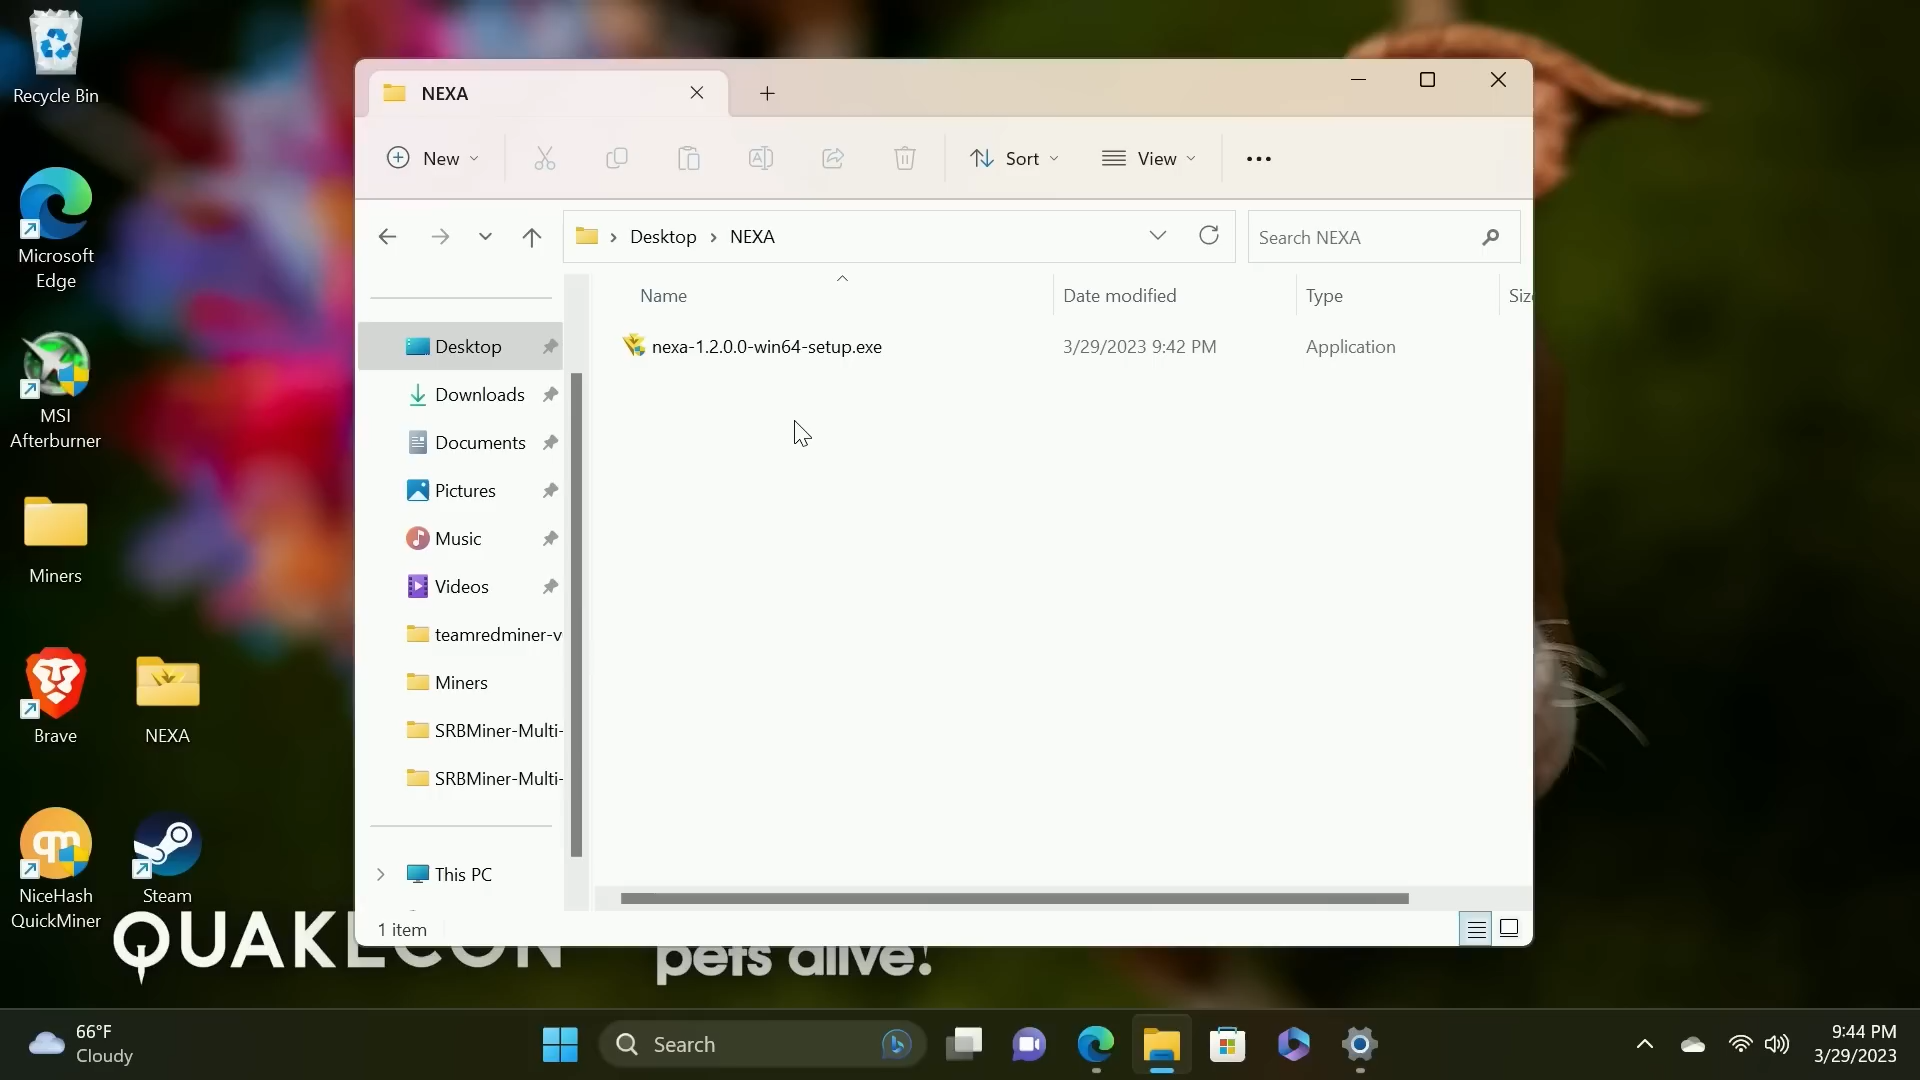 Recycle Bin
Microsoft
Edge
MSI
Afterburner
Miners
Brave
NEXA
NiceHash
QuickMiner
Steam
NEXA
New
Sort
View
Desktop
NEXA
Search NEXA
Name
Date modified
Type
nexa-1.2.0.0-win64-setup.exe
3/29/2023 9:42 PM
Application
Desktop
Downloads
Documents
Pictures
Music
Videos
teamredminer-v
Miners
SRBMiner-Multi-
SRBMiner-Multi-
This PC
1 item
QUAKECON
pets alive!
66°F
Cloudy
Search
9:44 PM
3/29/2023